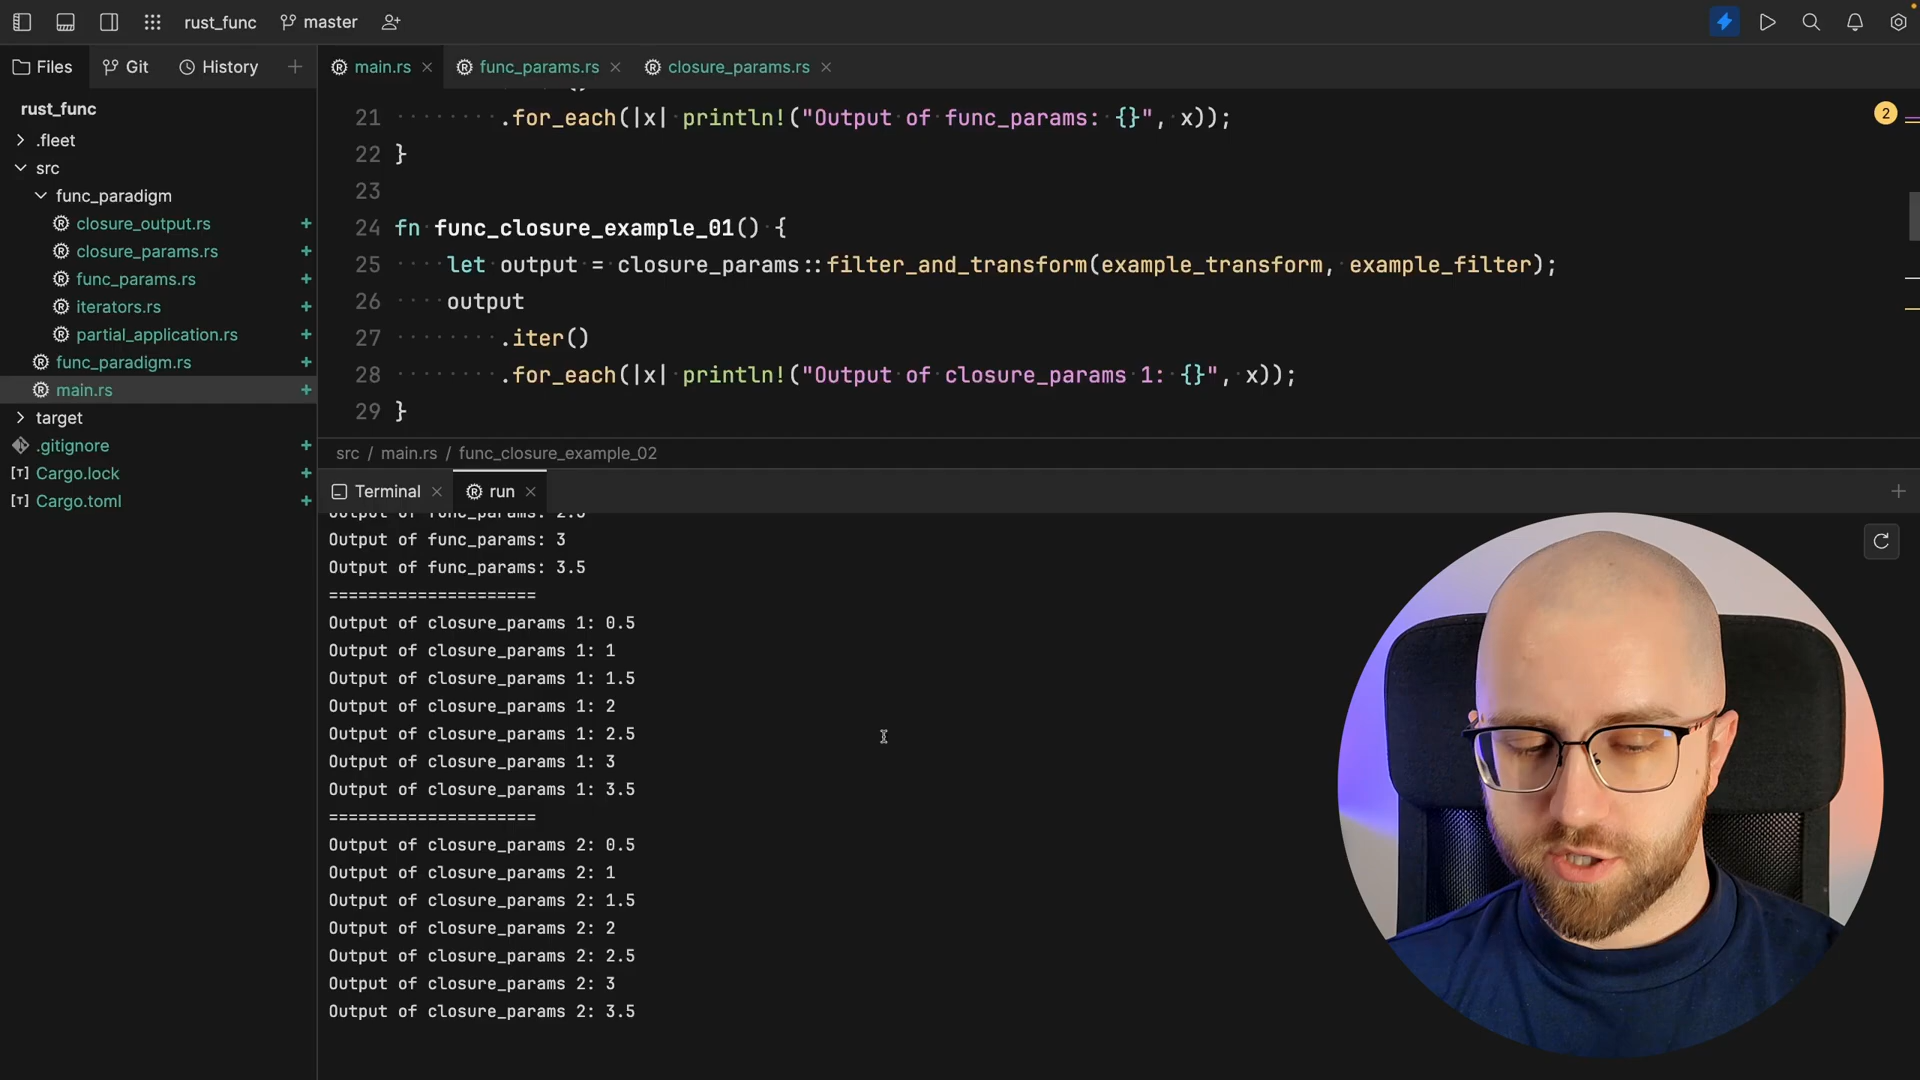 rust_func
master
Files
Git
History
main.rs
func_params.rs
closure_params.rs
rust_func
.fleet
src
func_paradigm
closure_output.rs
closure_params.rs
func_params.rs
iterators.rs
partial_application.rs
func_paradigm.rs
main.rs
target
.gitignore
[T] Cargo.lock
[T] Cargo.toml
21 .for_each(|x| println!("Output of func_params: {}", x));
22 }
23
24 fn func_closure_example_01() {
25 let output = closure_params::filter_and_transform(example_transform, example_filter);
26 output
27 .iter()
28 .for_each(|x| println!("Output of closure_params 1: {}", x));
29 }
2
src / main.rs / func_closure_example_02
Terminal
run
Output of func_params: 2.5
Output of func_params: 3
Output of func_params: 3.5
=====================
Output of closure_params 1: 0.5
Output of closure_params 1: 1
Output of closure_params 1: 1.5
Output of closure_params 1: 2
Output of closure_params 1: 2.5
Output of closure_params 1: 3
Output of closure_params 1: 3.5
=====================
Output of closure_params 2: 0.5
Output of closure_params 2: 1
Output of closure_params 2: 1.5
Output of closure_params 2: 2
Output of closure_params 2: 2.5
Output of closure_params 2: 3
Output of closure_params 2: 3.5